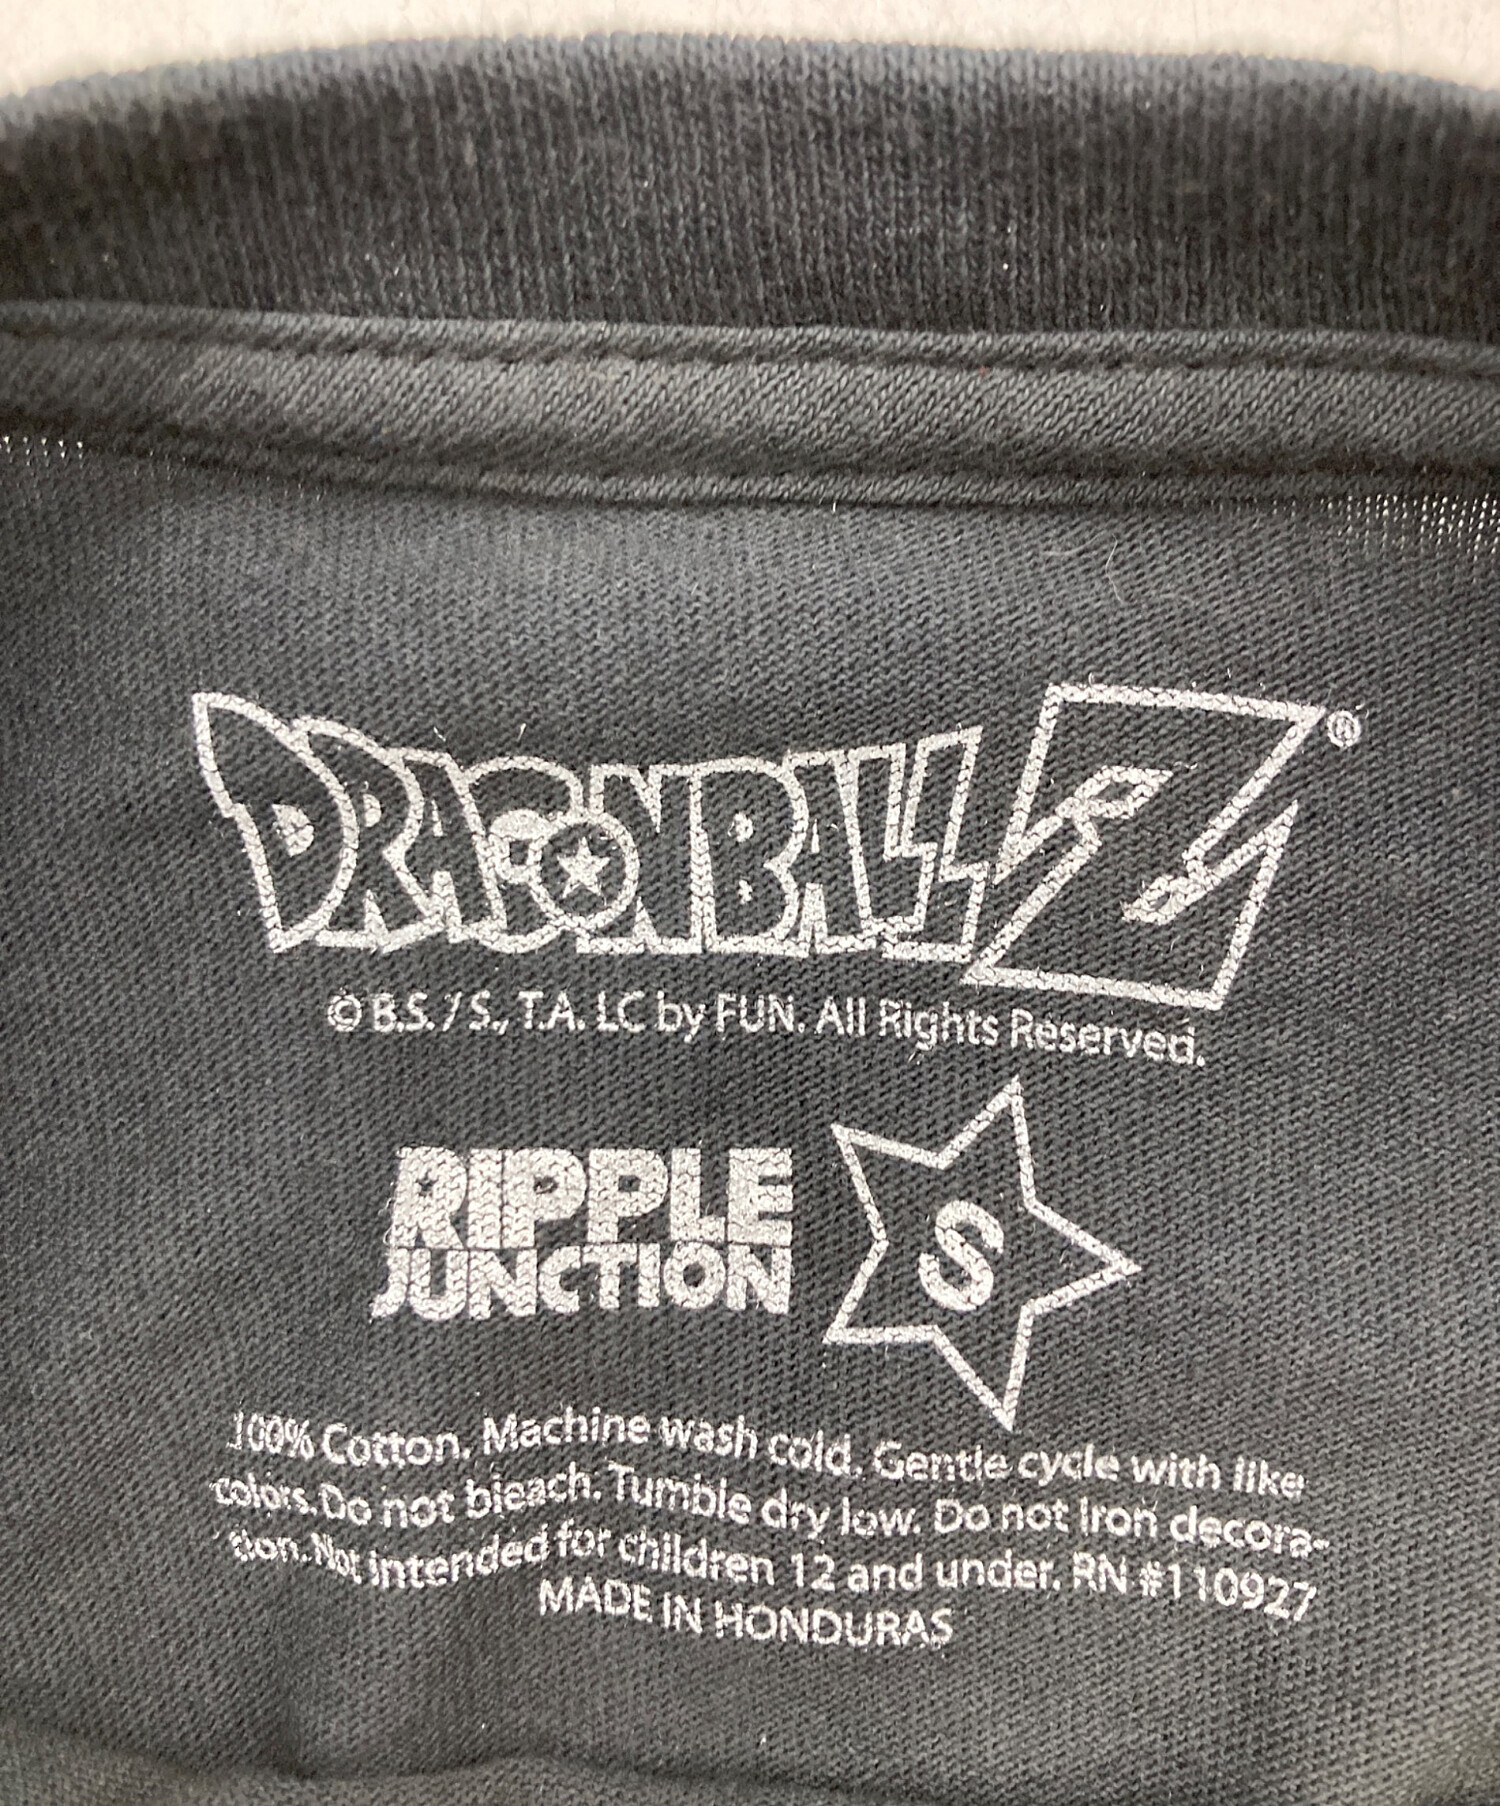 DRAGONBALL Z®
© B.S. / S., T.A. LC by FUN. All Rights Reserved.
RIPPLE
JUNCTION
S
100% Cotton. Machine wash cold. Gentle cycle with like
colors. Do not bleach. Tumble dry low. Do not Iron decora-
tion. Not intended for children 12 and under. RN #110927
MADE IN HONDURAS